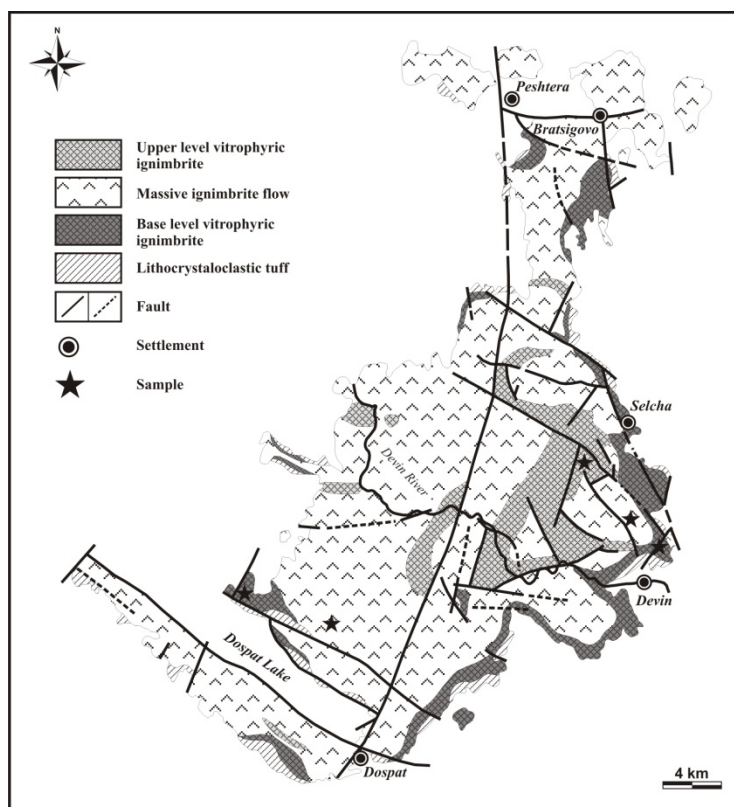 N
Peshtera
Bratsigovo
Upper level vitrophyric
ignimbrite
Massive ignimbrite flow
Base level vitrophyric
ignimbrite
Lithocrystaloclastic tuff
Fault
Settlement
Sample
Selcha
Devin River
Devin
Dospat Lake
Dospat
4 km